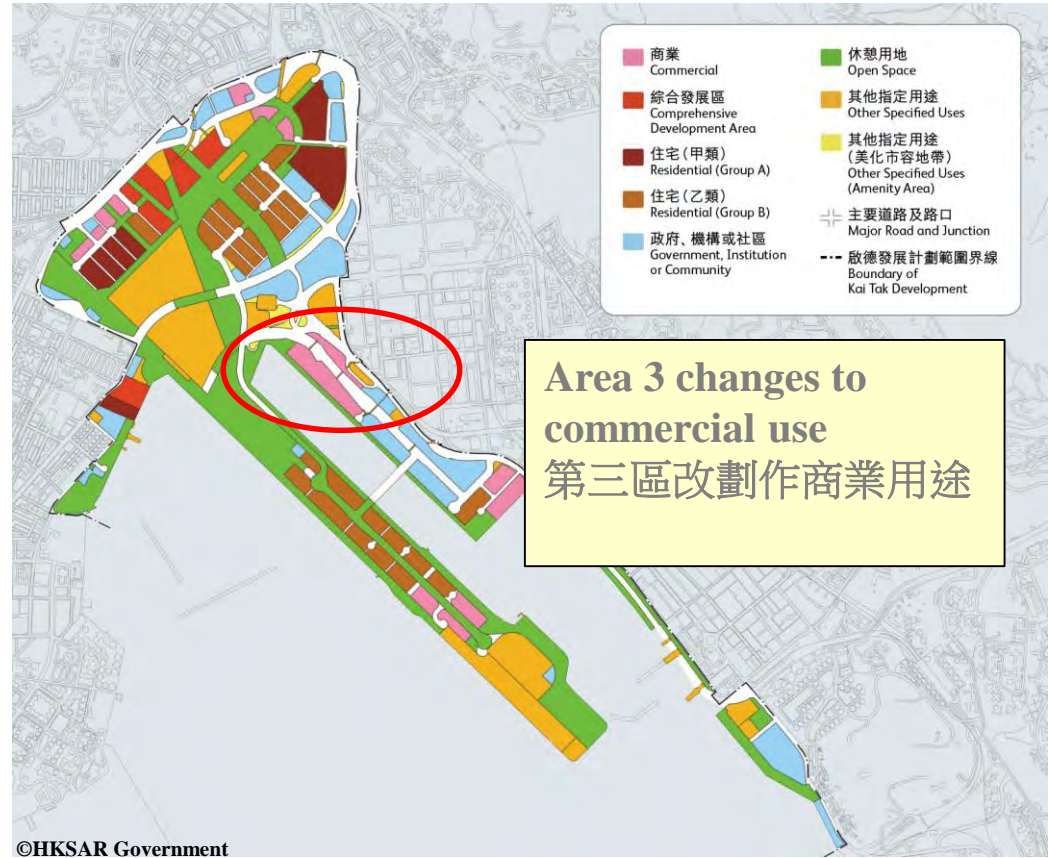 商業
Commercial
綜合發展區
Comprehensive
Development Area
住宅(甲類)
Residential (Group A)
住宅(乙類)
Residential (Group B)
政府、機構或社區
Government, Institution
or Community
休憩用地
Open Space
其他指定用途
Other Specified Uses
其他指定用途
(美化市容地帶)
Other Specified Uses
(Amenity Area)
主要道路及路口
Major Road and Junction
啟德發展計劃範圍界線
Boundary of
Kai Tak Development
Area 3 changes to
commercial use
第三區改劃作商業用途
©HKSAR Government